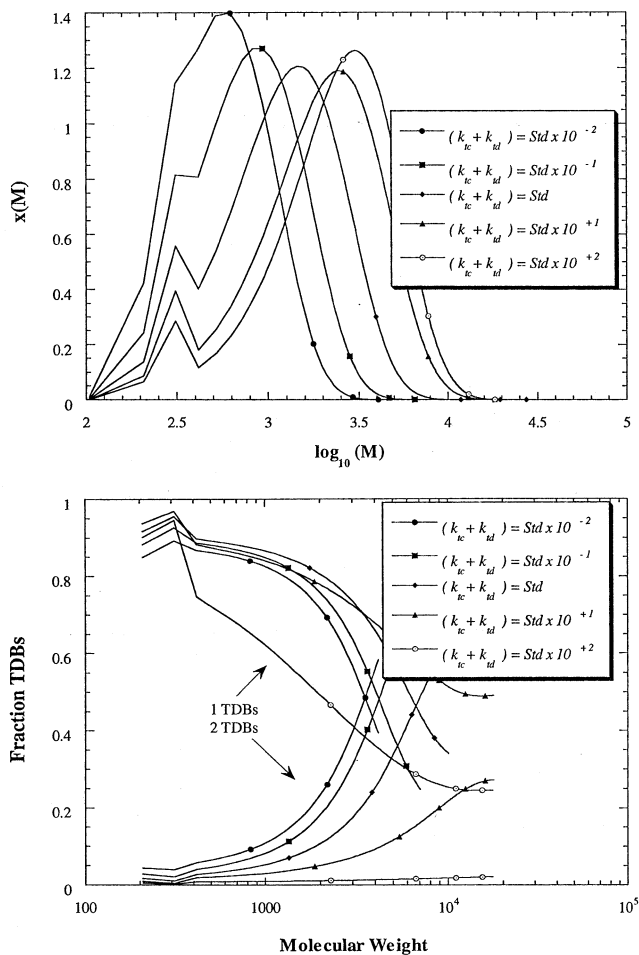 1.4
1.2
1.0
0.8
0.6
0.4
0.2
0
x(M)
(k_tc + k_td) = Std x 10^-2
(k_tc + k_td) = Std x 10^-1
(k_tc + k_td) = Std
(k_tc + k_td) = Std x 10^+1
(k_tc + k_td) = Std x 10^+2
2 2.5 3 3.5 4 4.5 5
log_10 (M)
1
0.8
0.6
0.4
0.2
0
Fraction TDBs
(k_tc + k_td) = Std x 10^-2
(k_tc + k_td) = Std x 10^-1
(k_tc + k_td) = Std
(k_tc + k_td) = Std x 10^+1
(k_tc + k_td) = Std x 10^+2
1 TDBs
2 TDBs
100 1000 10^4 10^5
Molecular Weight